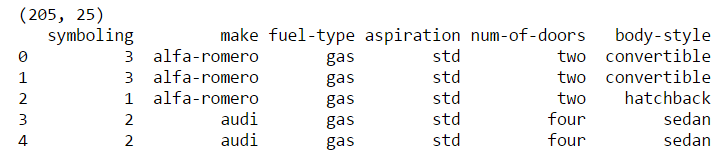 (205, 25)
symboling make fuel-type aspiration num-of-doors body-style
0 3 alfa-romero gas std two convertible
1 3 alfa-romero gas std two convertible
2 1 alfa-romero gas std two hatchback
3 2 audi gas std four sedan
4 2 audi gas std four sedan